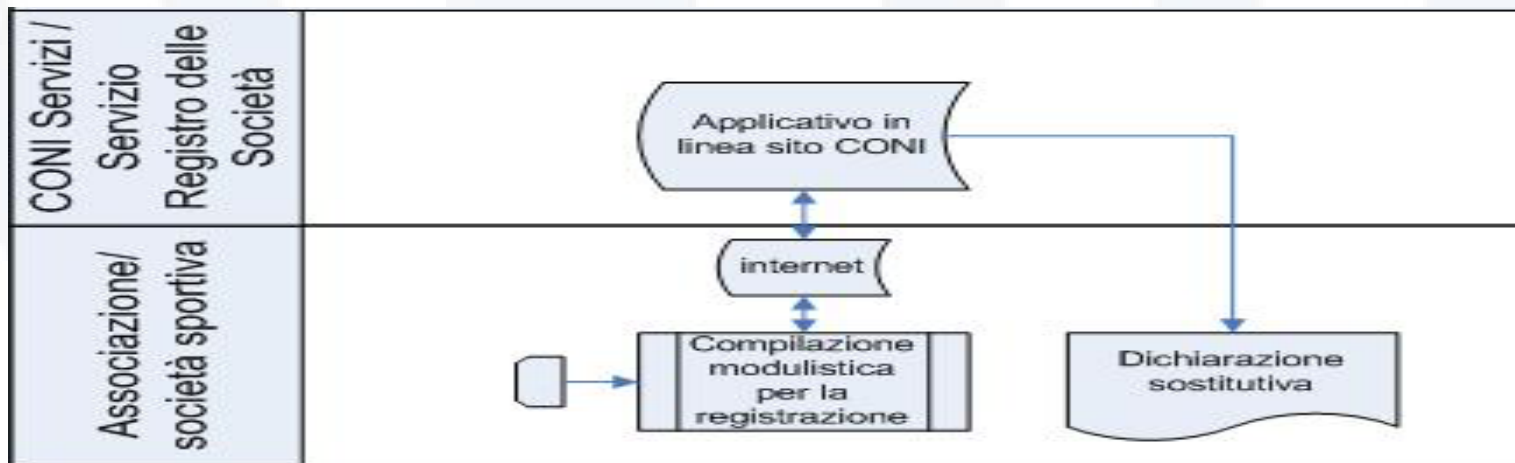 CONI Servizi /
Servizio
Registro delle
Società
Applicativo in
linea sito CONI
Associazione/
società sportiva
internet
Compilazione
modulistica
per la
registrazione
Dichiarazione
sostitutiva